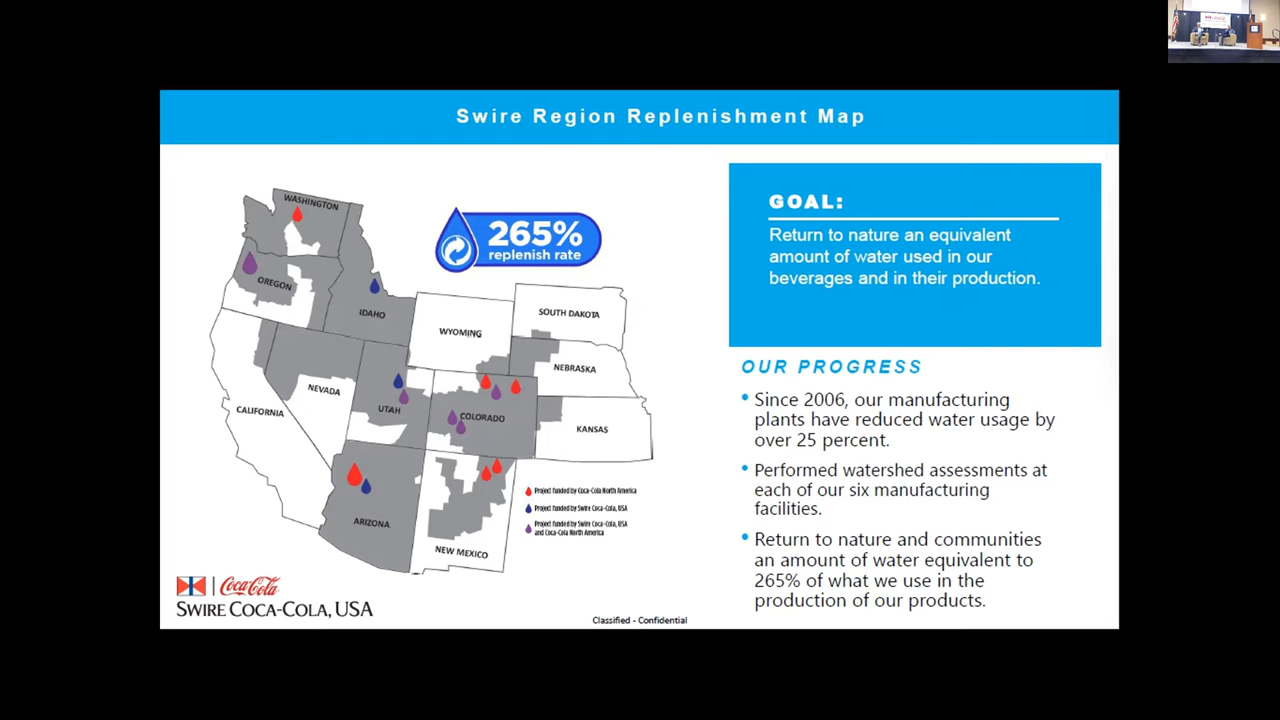 Swire Region Replenishment Map
WASHINGTON
OREGON
IDAHO
WYOMING
SOUTH DAKOTA
NEBRASKA
NEVADA
UTAH
COLORADO
CALIFORNIA
KANSAS
ARIZONA
NEW MEXICO
265%
replenish rate
Project funded by Coca-Cola North America
Project funded by Swire Coca-Cola, USA
Project funded by Swire Coca-Cola, USA
and Coca-Cola North America
Coca-Cola
SWIRE COCA-COLA, USA
Classified - Confidential
GOAL:
Return to nature an equivalent
amount of water used in our
beverages and in their production.
OUR PROGRESS
• Since 2006, our manufacturing
plants have reduced water usage by
over 25 percent.
• Performed watershed assessments at
each of our six manufacturing
facilities.
• Return to nature and communities
an amount of water equivalent to
265% of what we use in the
production of our products.